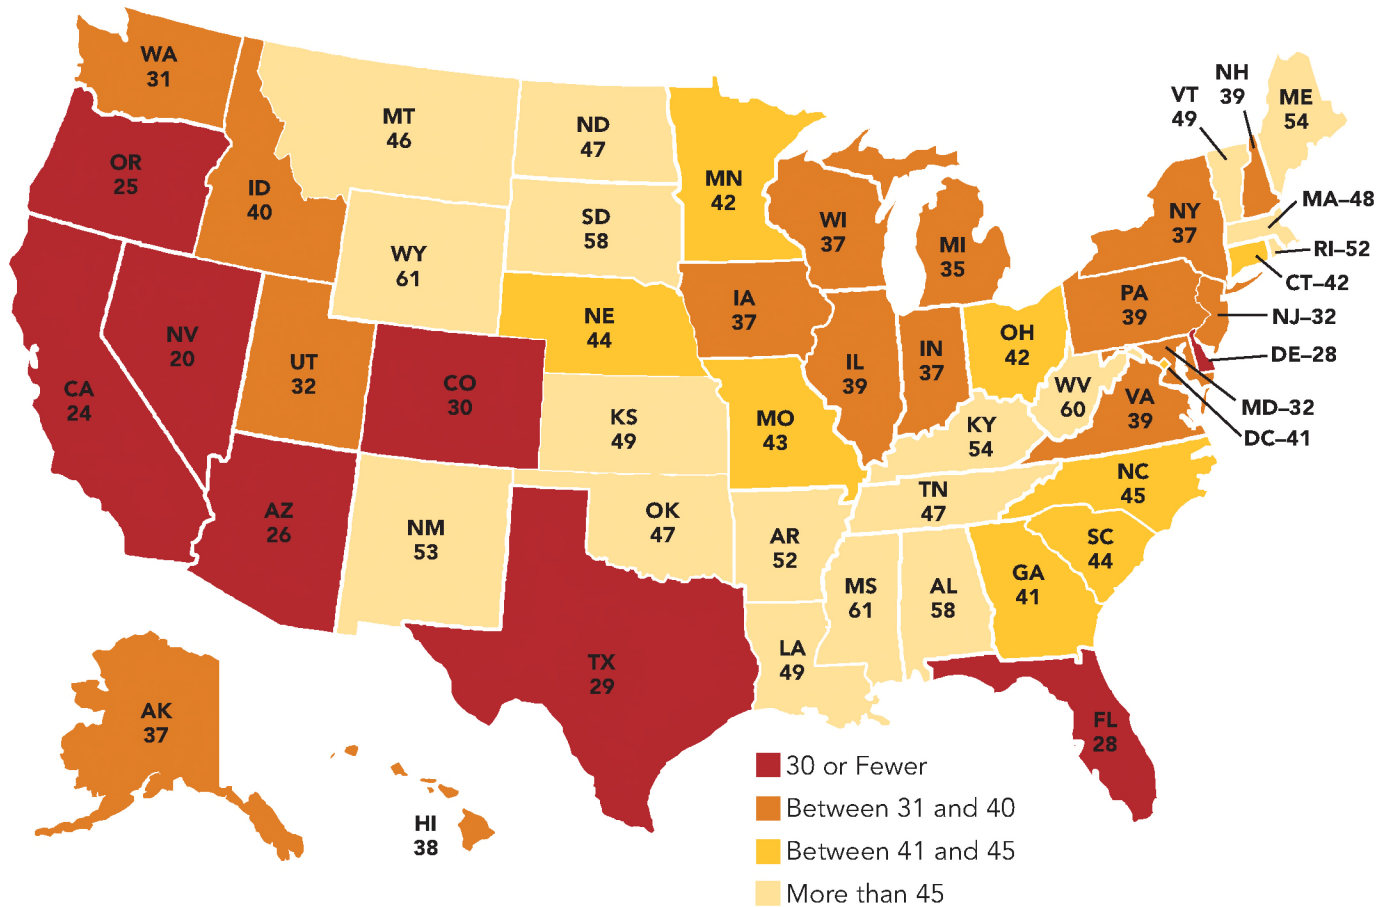 WA
31
OR
25
CA
24
NV
20
ID
40
MT
46
WY
61
UT
32
AZ
26
CO
30
NM
53
ND
47
SD
58
NE
44
KS
49
OK
47
TX
29
MN
42
IA
37
MO
43
AR
52
LA
49
WI
37
IL
39
MI
35
IN
37
OH
42
KY
54
TN
47
MS
61
AL
58
GA
41
FL
28
SC
44
NC
45
VA
39
WV
60
PA
39
NY
37
VT
49
NH
39
ME
54
MA–48
RI–52
CT–42
NJ–32
DE–28
MD–32
DC–41
AK
37
HI
38
30 or Fewer
Between 31 and 40
Between 41 and 45
More than 45